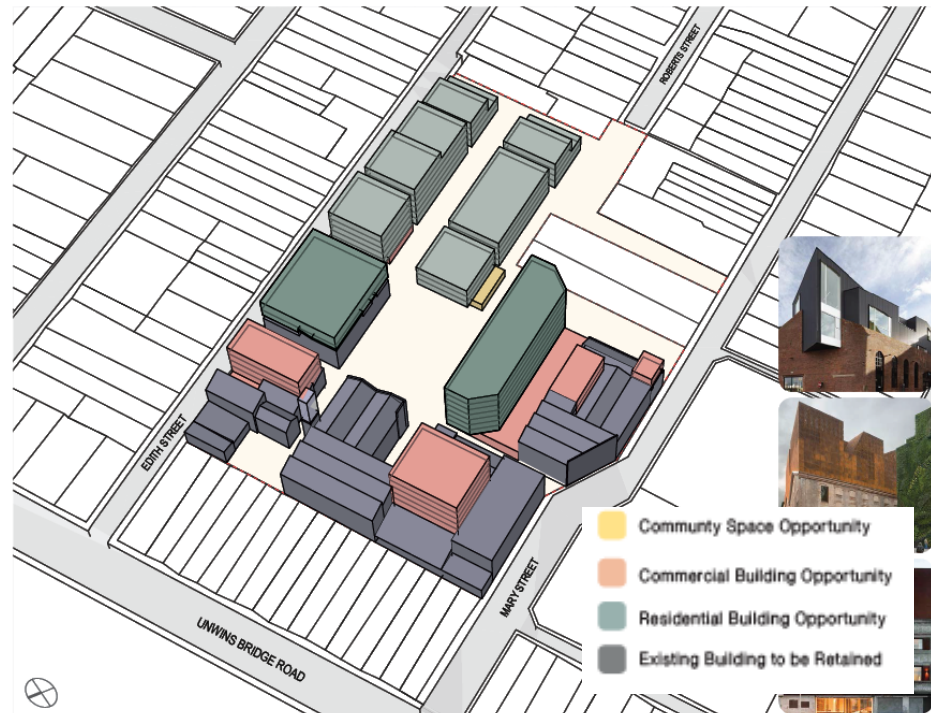 ROBERTS STREET
EDITH STREET
MARY STREET
UNWINS BRIDGE ROAD
Communty Space Opportunity
Commercial Building Opportunity
Residential Building Opportunity
Existing Building to be Retained